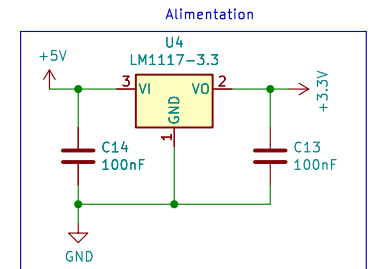 Alimentation
U4
LM1117-3.3
+5V
3 VI VO 2
+3.3V
GND
1
C14
100nF
C13
100nF
GND